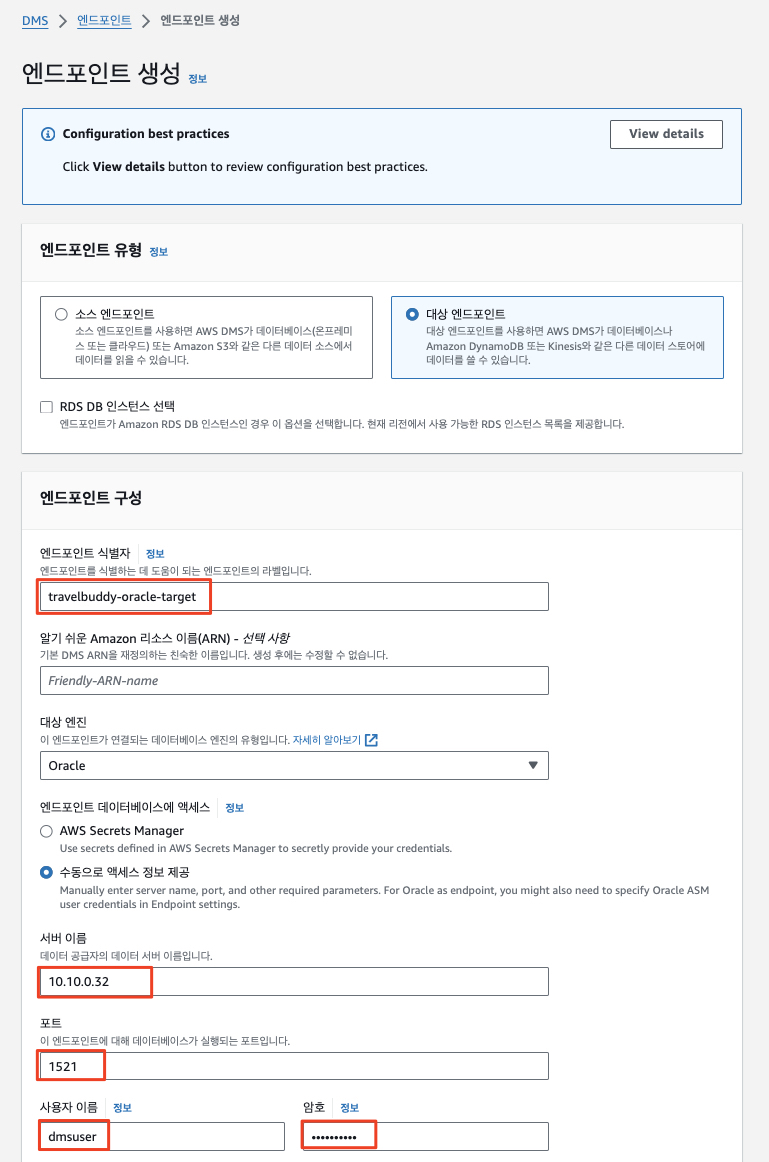 DMS > 엔드포인트 > 엔드포인트 생성
엔드포인트 생성 정보
Configuration best practices
View details
Click View details button to review configuration best practices.
엔드포인트 유형 정보
소스 엔드포인트
소스 엔드포인트를 사용하면 AWS DMS가 데이터베이스(온프레미
스 또는 클라우드) 또는 Amazon S3와 같은 다른 데이터 소스에서
데이터를 읽을 수 있습니다.
대상 엔드포인트
대상 엔드포인트를 사용하면 AWS DMS가 데이터베이스나
Amazon DynamoDB 또는 Kinesis와 같은 다른 데이터 스토어에
데이터를 쓸 수 있습니다.
RDS DB 인스턴스 선택
엔드포인트가 Amazon RDS DB 인스턴스인 경우 이 옵션을 선택합니다. 현재 리전에서 사용 가능한 RDS 인스턴스 목록을 제공합니다.
엔드포인트 구성
엔드포인트 식별자 정보
엔드포인트를 식별하는 데 도움이 되는 엔드포인트의 라벨입니다.
travelbuddy-oracle-target
알기 쉬운 Amazon 리소스 이름(ARN) - 선택 사항
기본 DMS ARN을 재정의하는 친숙한 이름입니다. 생성 후에는 수정할 수 없습니다.
Friendly-ARN-name
대상 엔진
이 엔드포인트가 연결되는 데이터베이스 엔진의 유형입니다. 자세히 알아보기
Oracle
엔드포인트 데이터베이스에 액세스 정보
AWS Secrets Manager
Use secrets defined in AWS Secrets Manager to secretly provide your credentials.
수동으로 액세스 정보 제공
Manually enter server name, port, and other required parameters. For Oracle as endpoint, you might also need to specify Oracle ASM
user credentials in Endpoint settings.
서버 이름
데이터 공급자의 데이터 서버 이름입니다.
10.10.0.32
포트
이 엔드포인트에 대해 데이터베이스가 실행되는 포트입니다.
1521
사용자 이름 정보
암호 정보
dmsuser
••••••••••